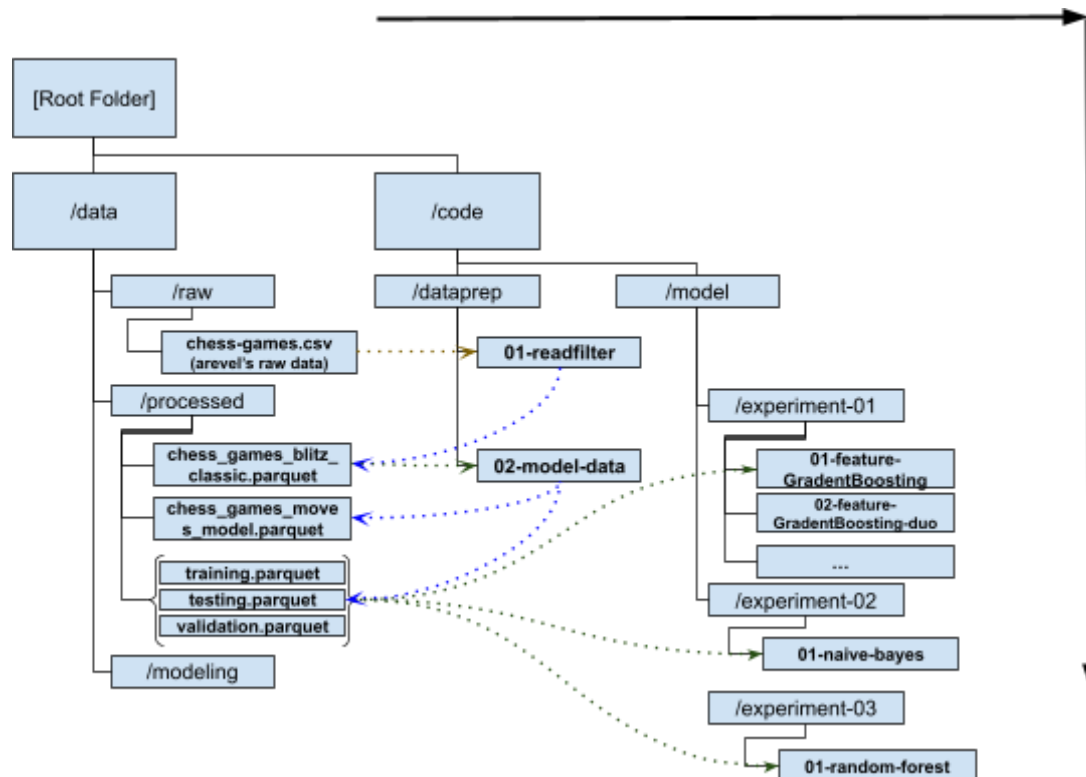 [Root Folder]
/data
/code
/raw
/dataprep
/model
chess-games.csv
(arevel's raw data)
01-readfilter
/processed
/experiment-01
chess_games_blitz_
classic.parquet
02-model-data
01-feature-
GradentBoosting
chess_games_move
s_model.parquet
02-feature-
GradentBoosting-duo
...
training.parquet
testing.parquet
validation.parquet
/experiment-02
01-naive-bayes
/modeling
/experiment-03
01-random-forest